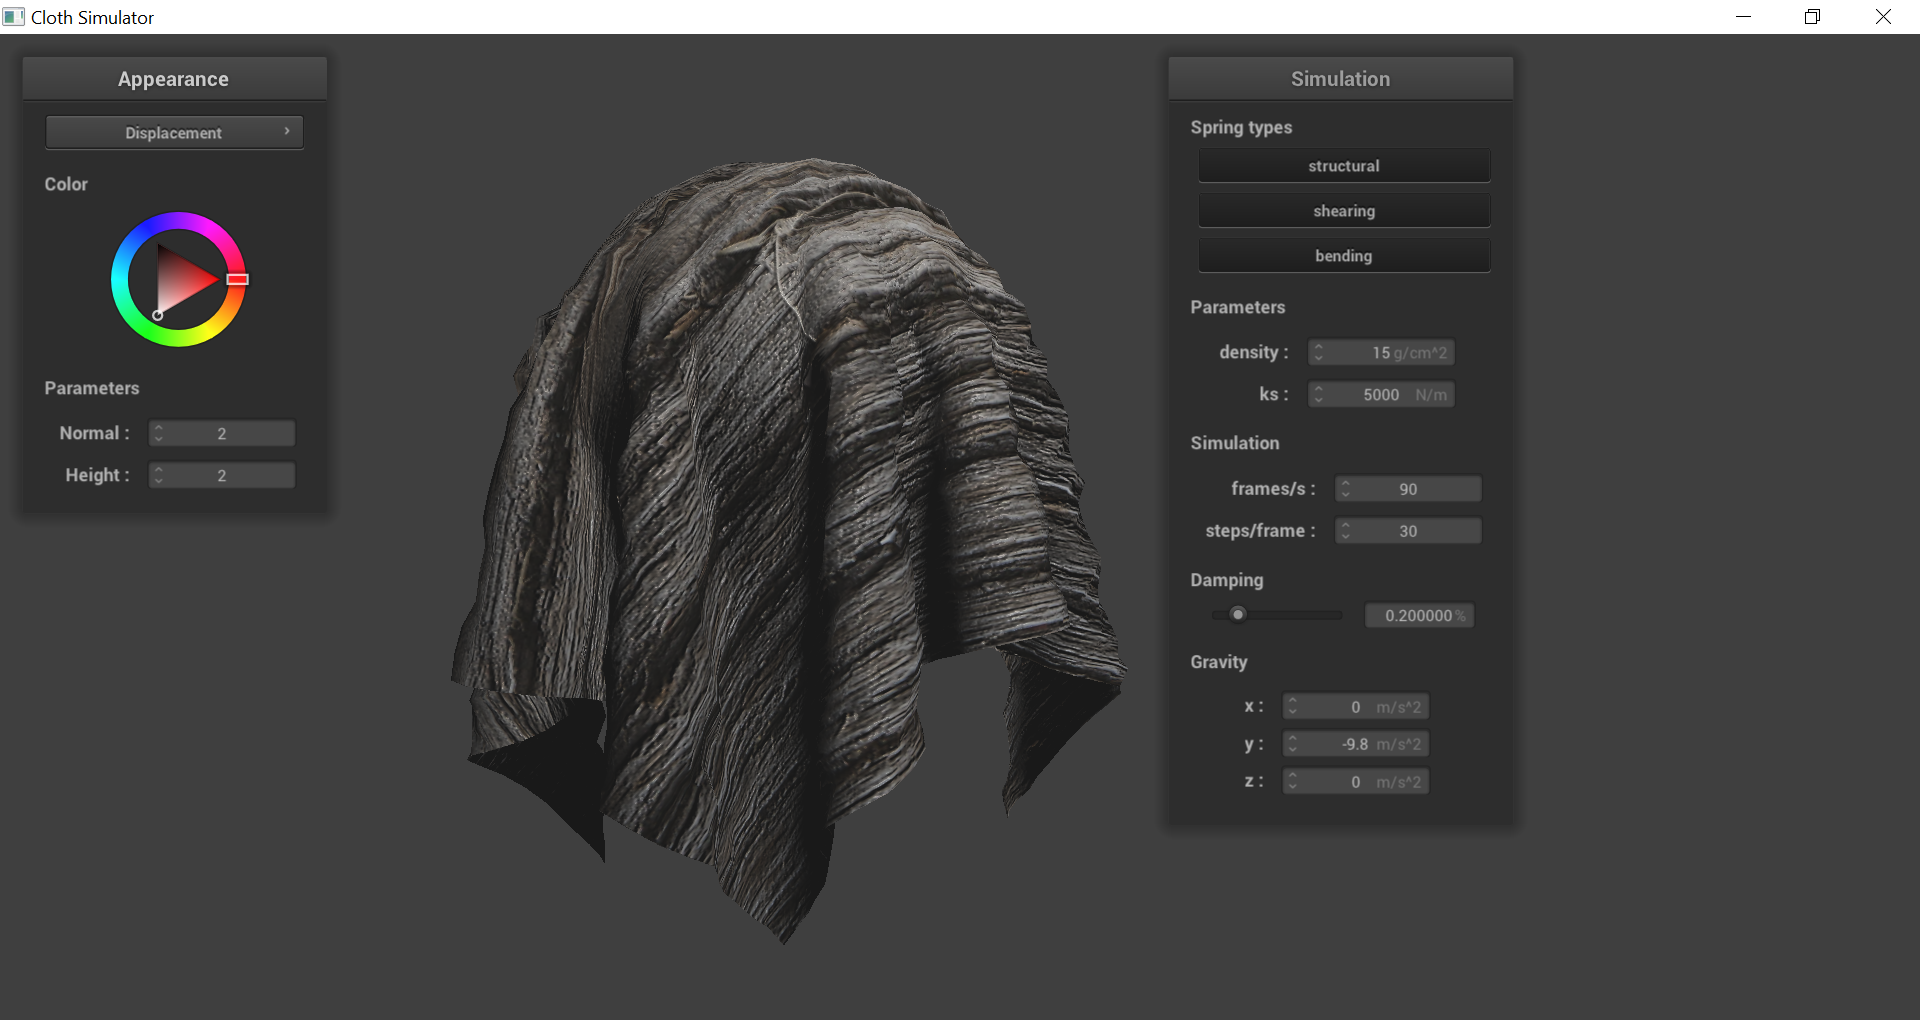 Cloth Simulator
Appearance
Displacement
Color
Parameters
Normal : 2
Height : 2
Simulation
Spring types
structural
shearing
bending
Parameters
density : 15 g/cm^2
ks : 5000 N/m
Simulation
frames/s : 90
steps/frame : 30
Damping
0.200000 %
Gravity
x : 0 m/s^2
y : -9.8 m/s^2
z : 0 m/s^2